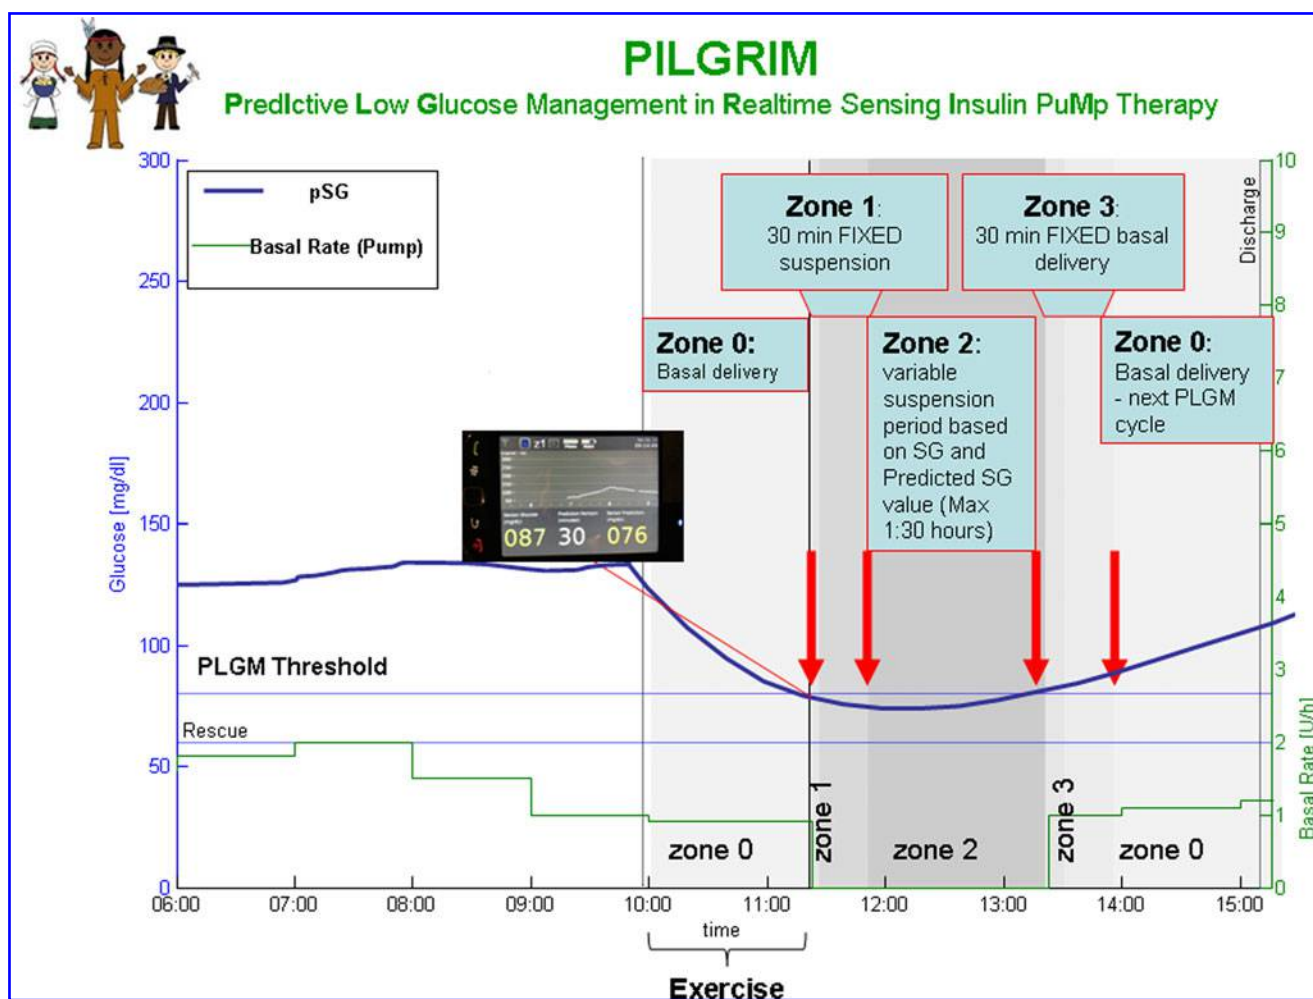 PILGRIM
PredIctive Low Glucose Management in Realtime Sensing Insulin PuMp Therapy
pSG
Basal Rate (Pump)
Zone 1:
30 min FIXED
suspension
Zone 3:
30 min FIXED basal
delivery
Discharge
Zone 0:
Basal delivery
Zone 2:
variable
suspension
period based
on SG and
Predicted SG
value (Max
1:30 hours)
Zone 0:
Basal delivery
- next PLGM
cycle
z1
087 30 076
Glucose [mg/dl]
300
250
200
150
100
50
0
PLGM Threshold
Rescue
10
9
8
7
6
5
4
3
2
1
0
Basal Rate [U/h]
zone 0
zone 1
zone 2
zone 3
zone 0
06:00 07:00 08:00 09:00 10:00 11:00 12:00 13:00 14:00 15:00
time
Exercise